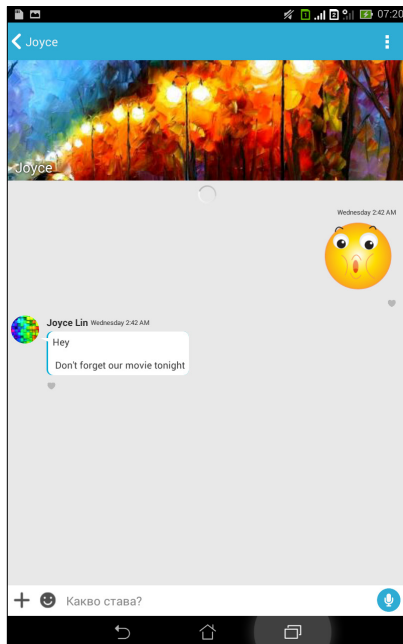 07:20
Joyce
Joyce
Wednesday 2:42 AM
Joyce Lin Wednesday 2:42 AM
Hey
Don't forget our movie tonight
Какво става?